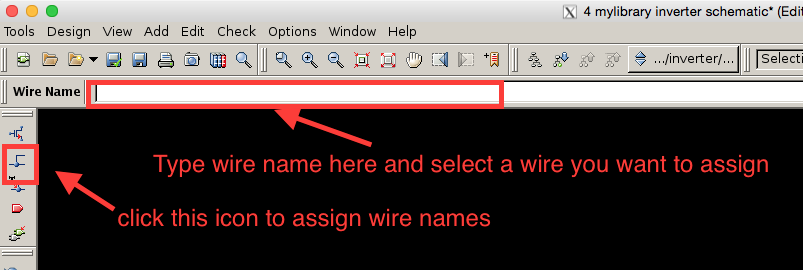 4 mylibrary inverter schematic* (Edi
Tools Design View Add Edit Check Options Window Help
.../inverter/... Selecti
Wire Name
Type wire name here and select a wire you want to assign
click this icon to assign wire names